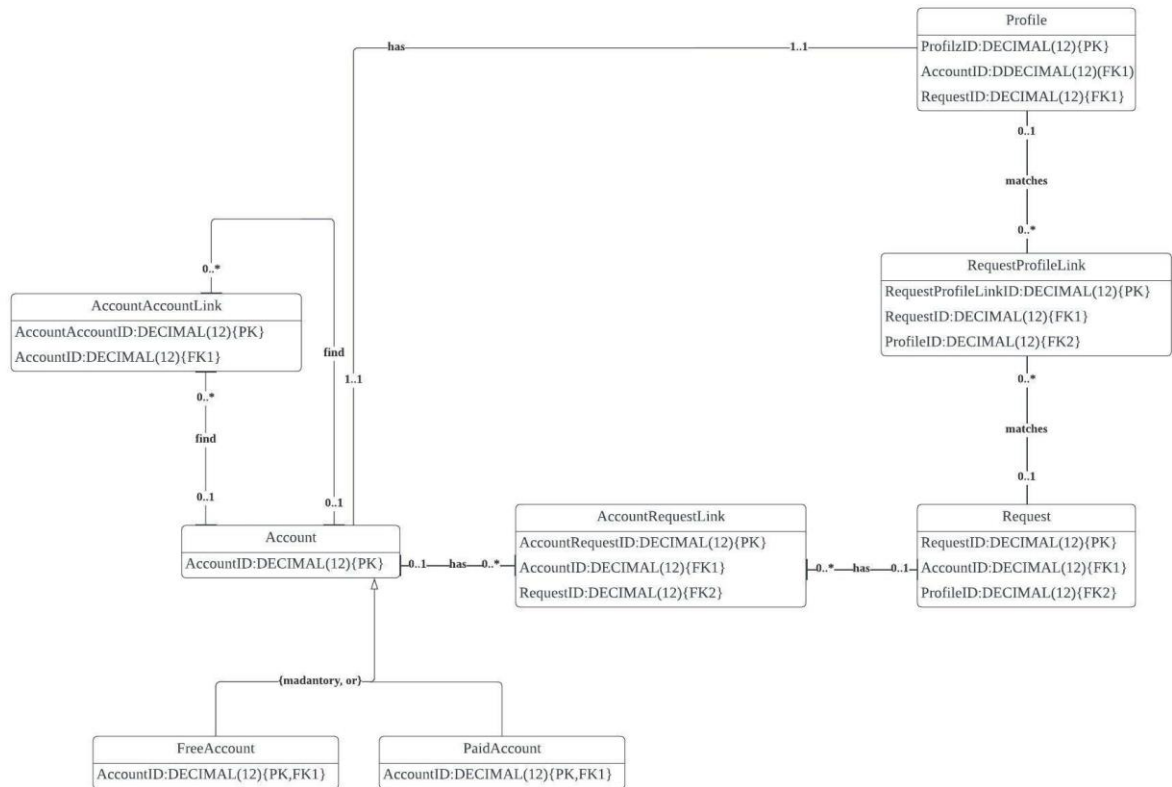 Profile
ProfilzID:DECIMAL(12){PK}
AccountID:DDECIMAL(12)(FK1)
RequestID:DECIMAL(12){FK1}
has
1..1
0..1
matches
0..*
RequestProfileLink
RequestProfileLinkID:DECIMAL(12){PK}
RequestID:DECIMAL(12){FK1}
ProfileID:DECIMAL(12){FK2}
0..*
matches
0..1
0..*
AccountAccountLink
AccountAccountID:DECIMAL(12){PK}
AccountID:DECIMAL(12){FK1}
0..*
find
0..1
find
1..1
0..1
Account
AccountID:DECIMAL(12){PK}
0..1 has 0..*
AccountRequestLink
AccountRequestID:DECIMAL(12){PK}
AccountID:DECIMAL(12){FK1}
RequestID:DECIMAL(12){FK2}
0..* has 0..1
Request
RequestID:DECIMAL(12){PK}
AccountID:DECIMAL(12){FK1}
ProfileID:DECIMAL(12){FK2}
{madantory, or}
FreeAccount
AccountID:DECIMAL(12){PK,FK1}
PaidAccount
AccountID:DECIMAL(12){PK,FK1}